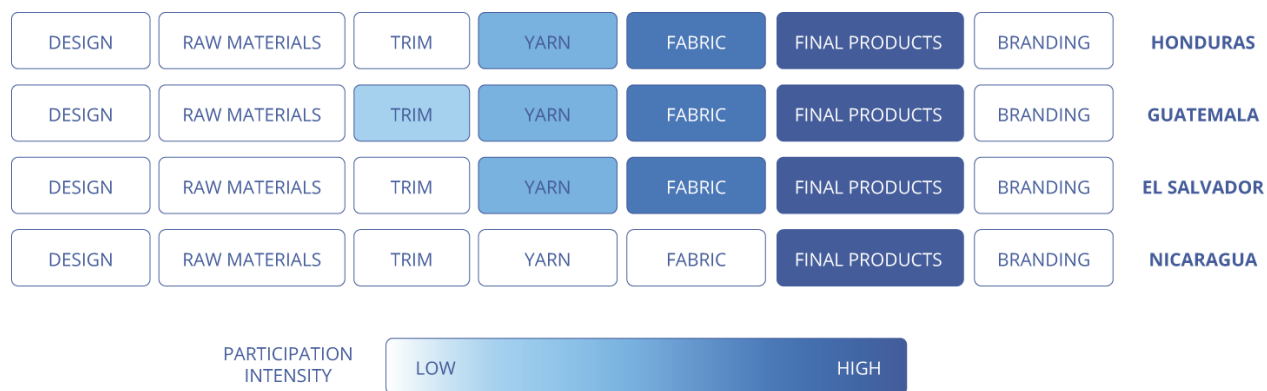 DESIGN RAW MATERIALS TRIM YARN FABRIC FINAL PRODUCTS BRANDING HONDURAS
DESIGN RAW MATERIALS TRIM YARN FABRIC FINAL PRODUCTS BRANDING GUATEMALA
DESIGN RAW MATERIALS TRIM YARN FABRIC FINAL PRODUCTS BRANDING EL SALVADOR
DESIGN RAW MATERIALS TRIM YARN FABRIC FINAL PRODUCTS BRANDING NICARAGUA
PARTICIPATION
INTENSITY
LOW HIGH